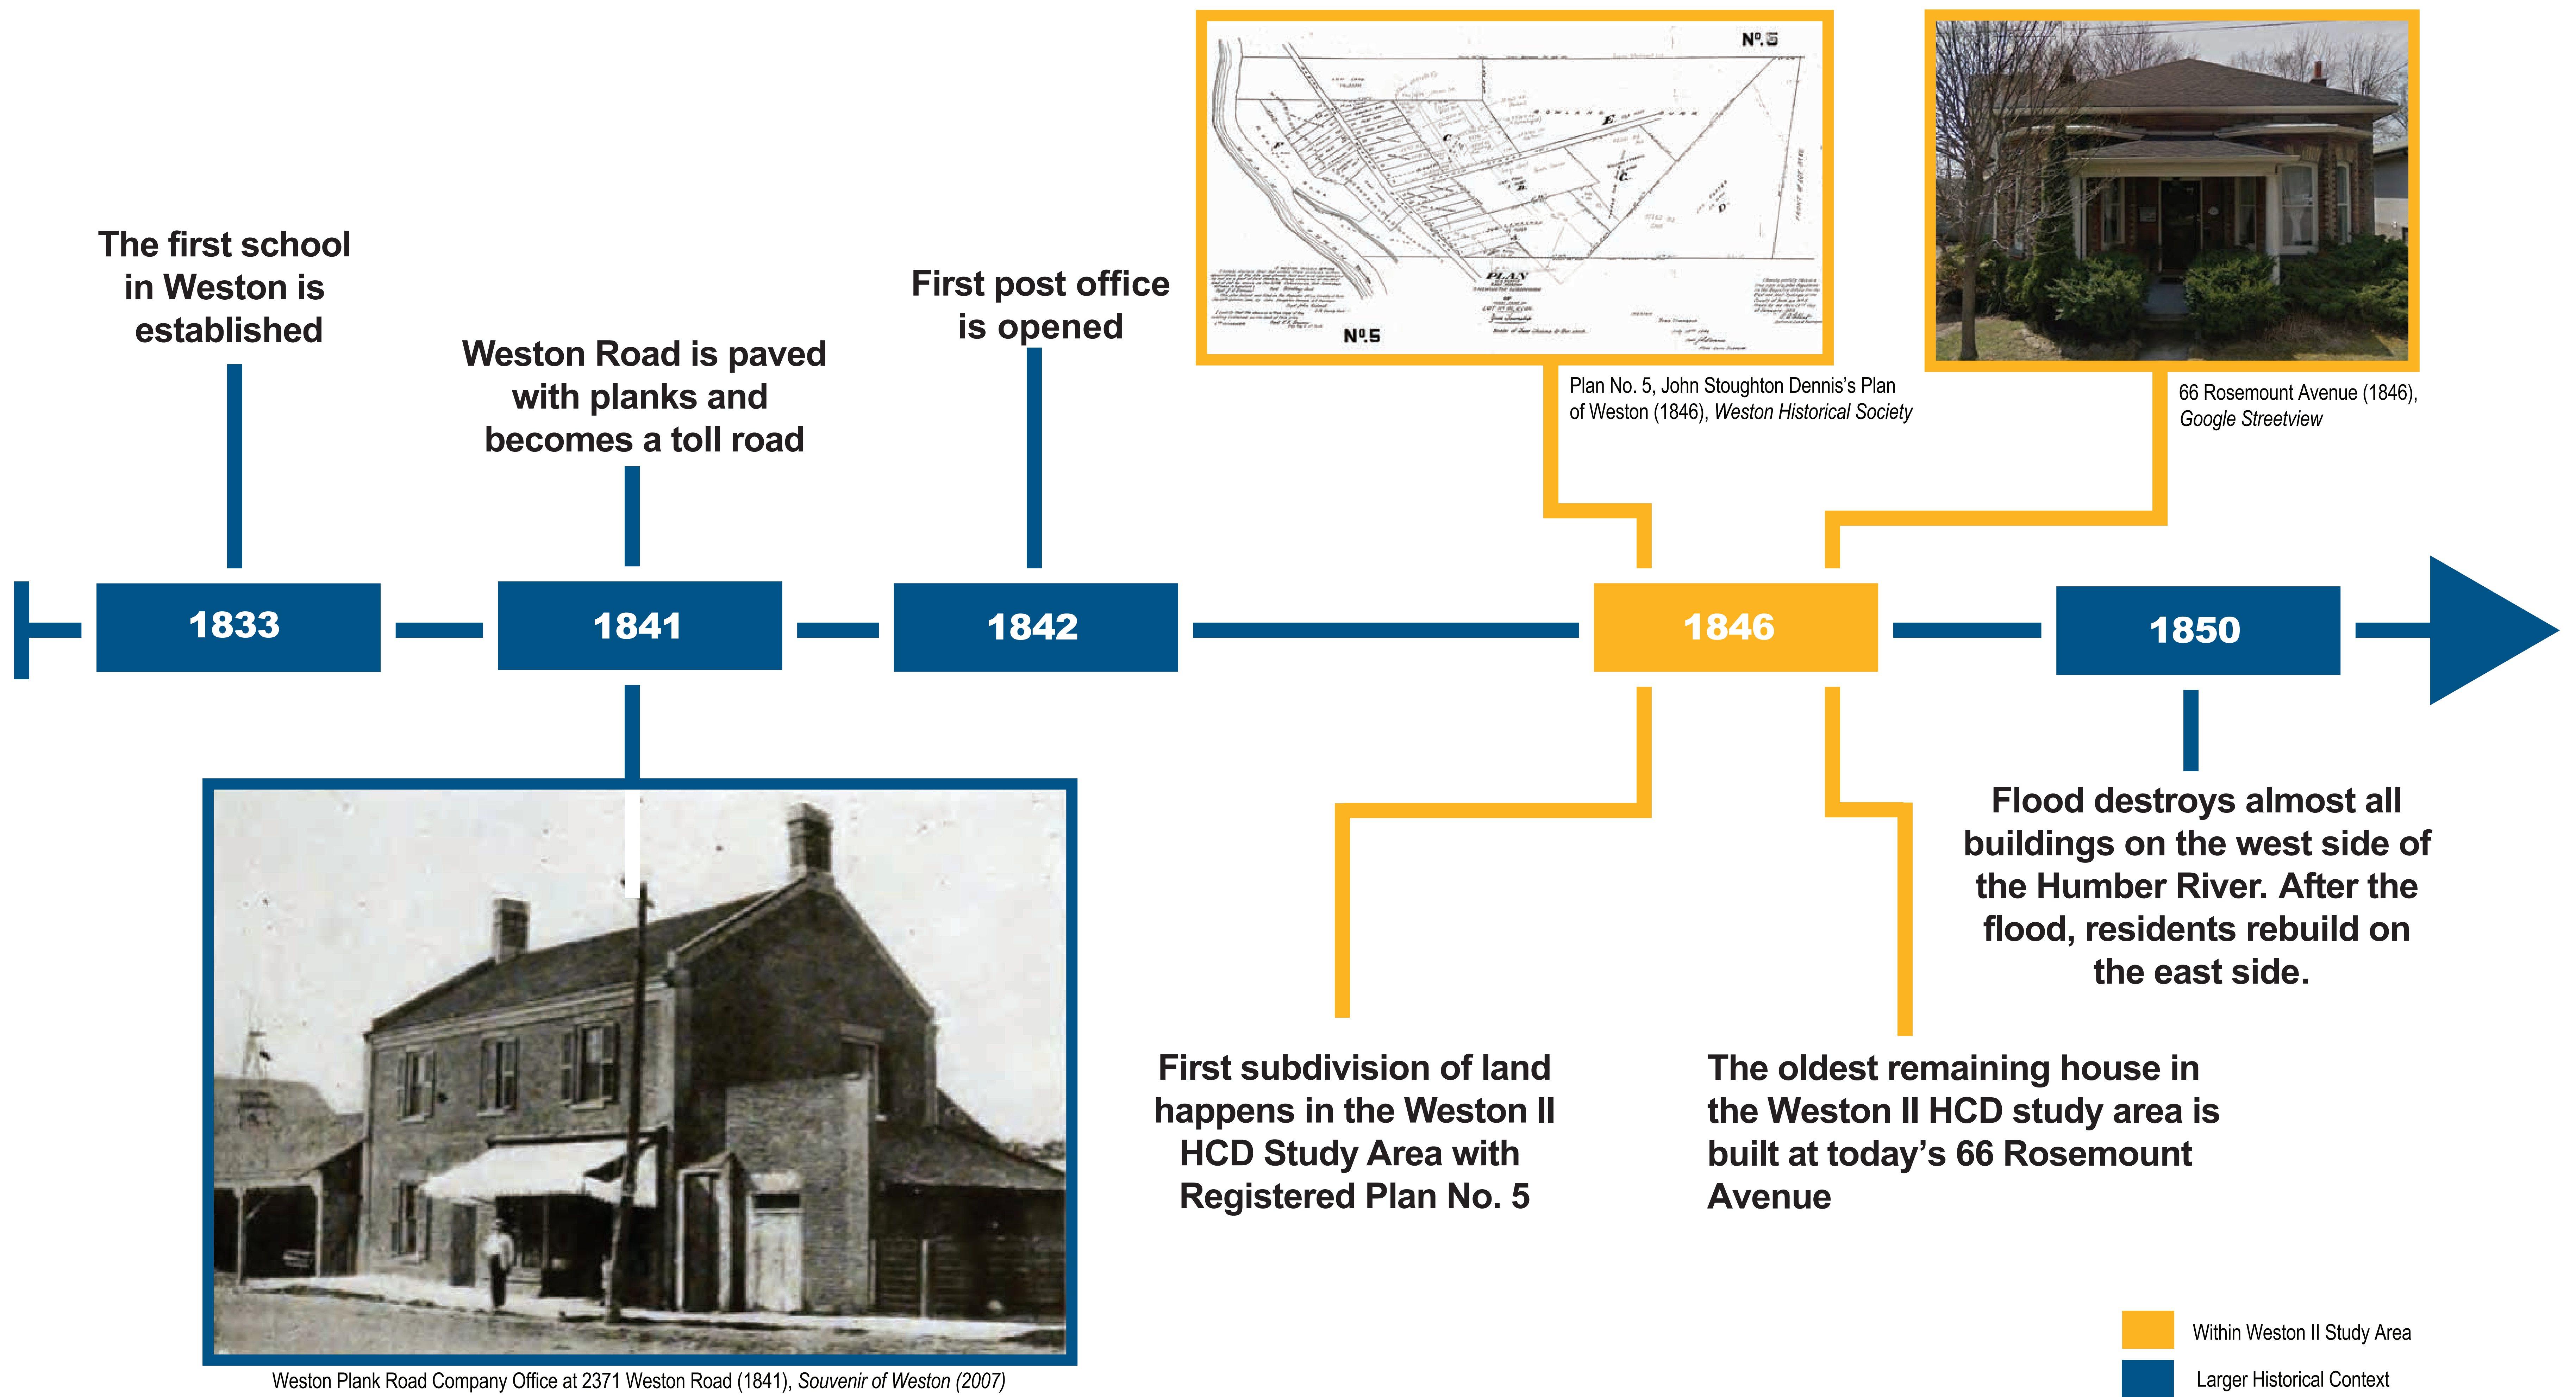 Nº.5
Nº.5
PLAN
The first school
in Weston is
established
Weston Road is paved
with planks and
becomes a toll road
First post office
is opened
Plan No. 5, John Stoughton Dennis’s Plan
of Weston (1846), Weston Historical Society
66 Rosemount Avenue (1846),
Google Streetview
1833
1841
1842
1846
1850
Flood destroys almost all
buildings on the west side of
the Humber River. After the
flood, residents rebuild on
the east side.
First subdivision of land
happens in the Weston II
HCD Study Area with
Registered Plan No. 5
The oldest remaining house in
the Weston II HCD study area is
built at today’s 66 Rosemount
Avenue
Weston Plank Road Company Office at 2371 Weston Road (1841), Souvenir of Weston (2007)
Within Weston II Study Area
Larger Historical Context